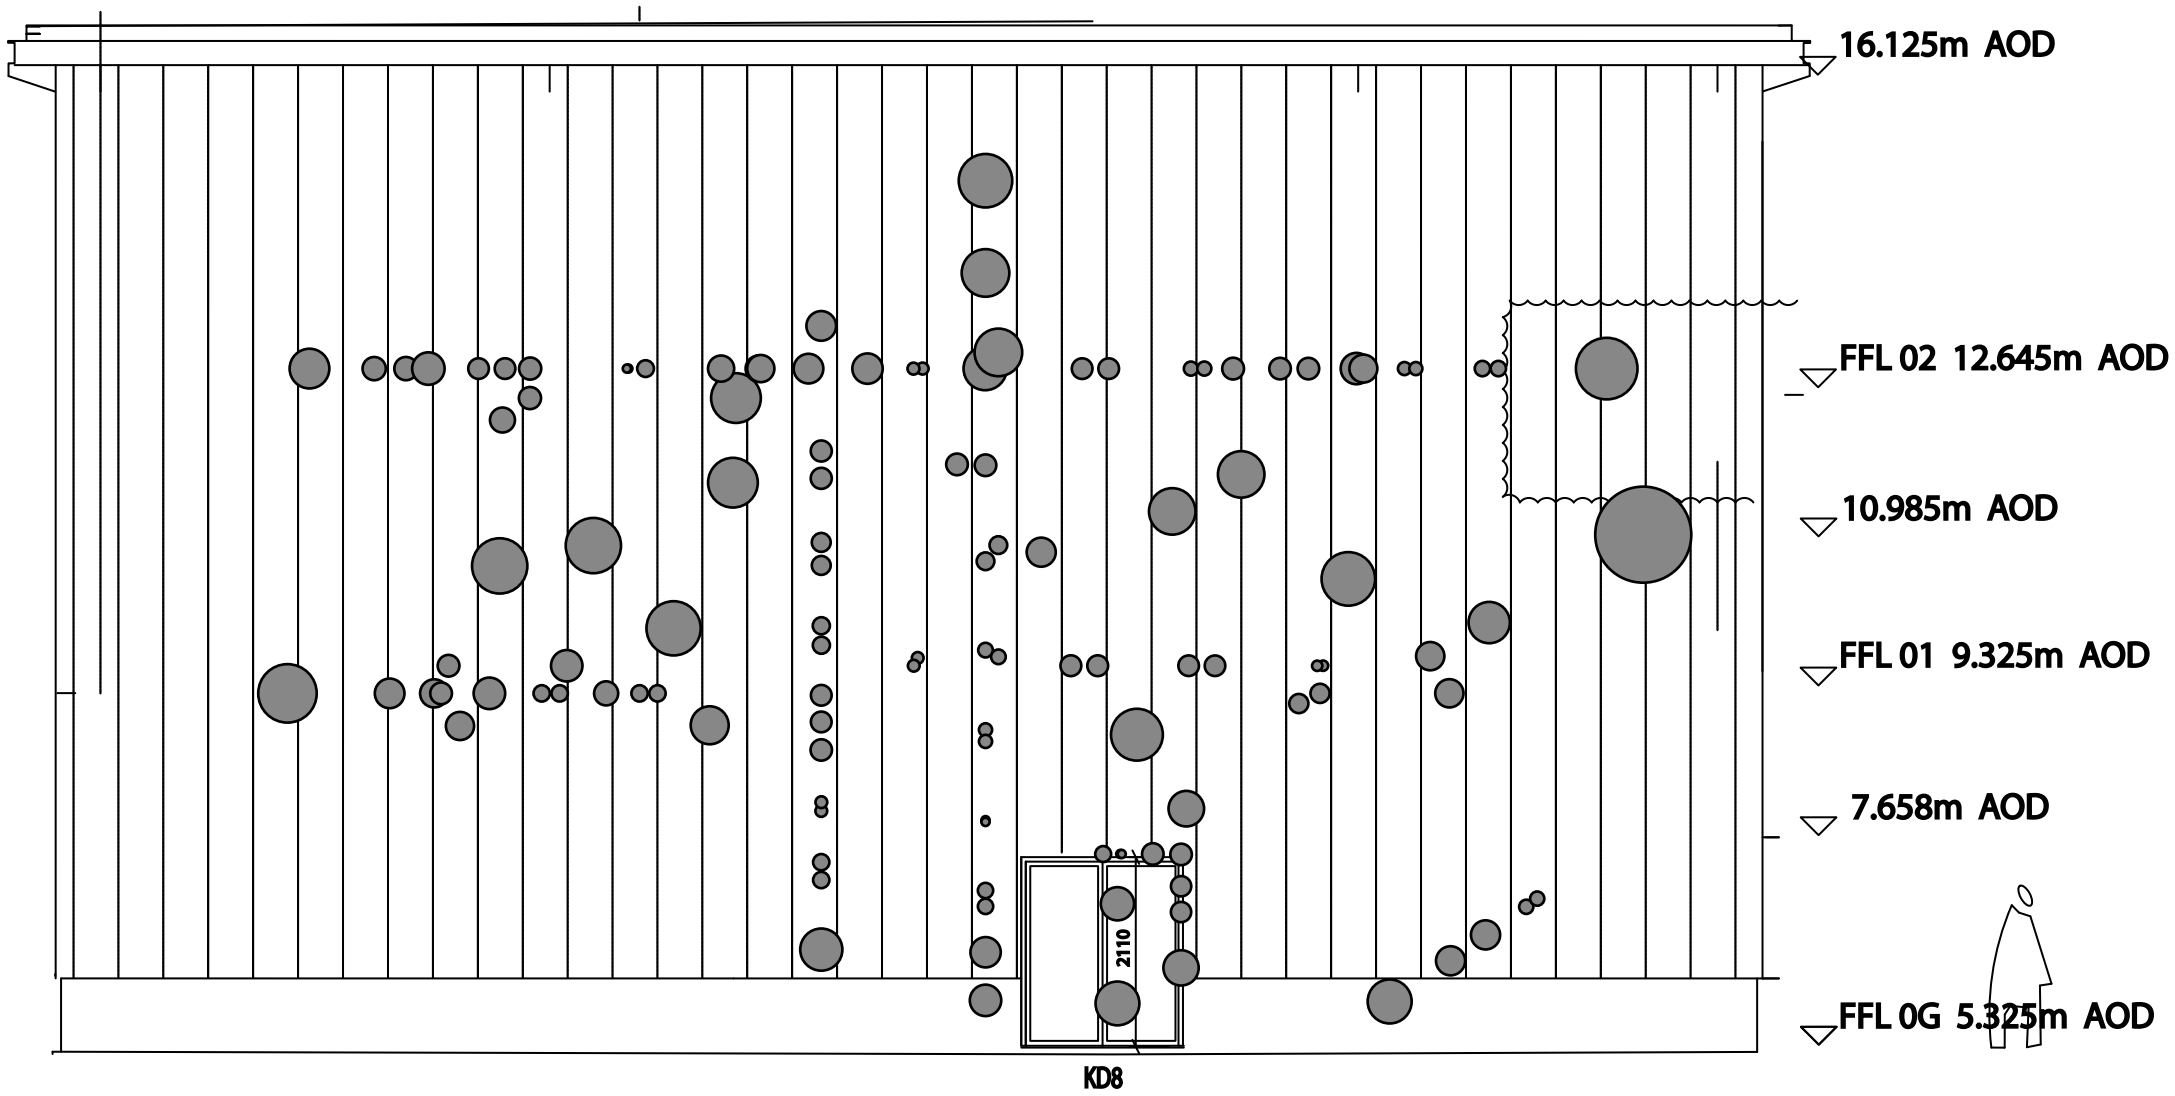 16.125m AOD
FFL 02 12.645m AOD
10.985m AOD
FFL 01 9.325m AOD
7.658m AOD
2110
FFL 0G 5.325m AOD
KD8